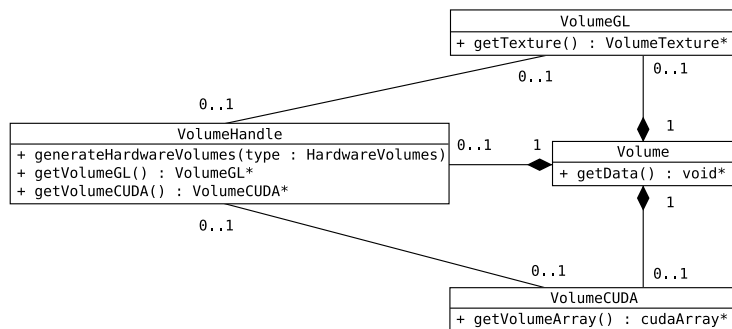 VolumeGL
+ getTexture() : VolumeTexture*
0..1
0..1
0..1
VolumeHandle
+ generateHardwareVolumes(type : HardwareVolumes)
+ getVolumeGL() : VolumeGL*
+ getVolumeCUDA() : VolumeCUDA*
0..1
1
1
Volume
+ getData() : void*
1
0..1
0..1
0..1
VolumeCUDA
+ getVolumeArray() : cudaArray*